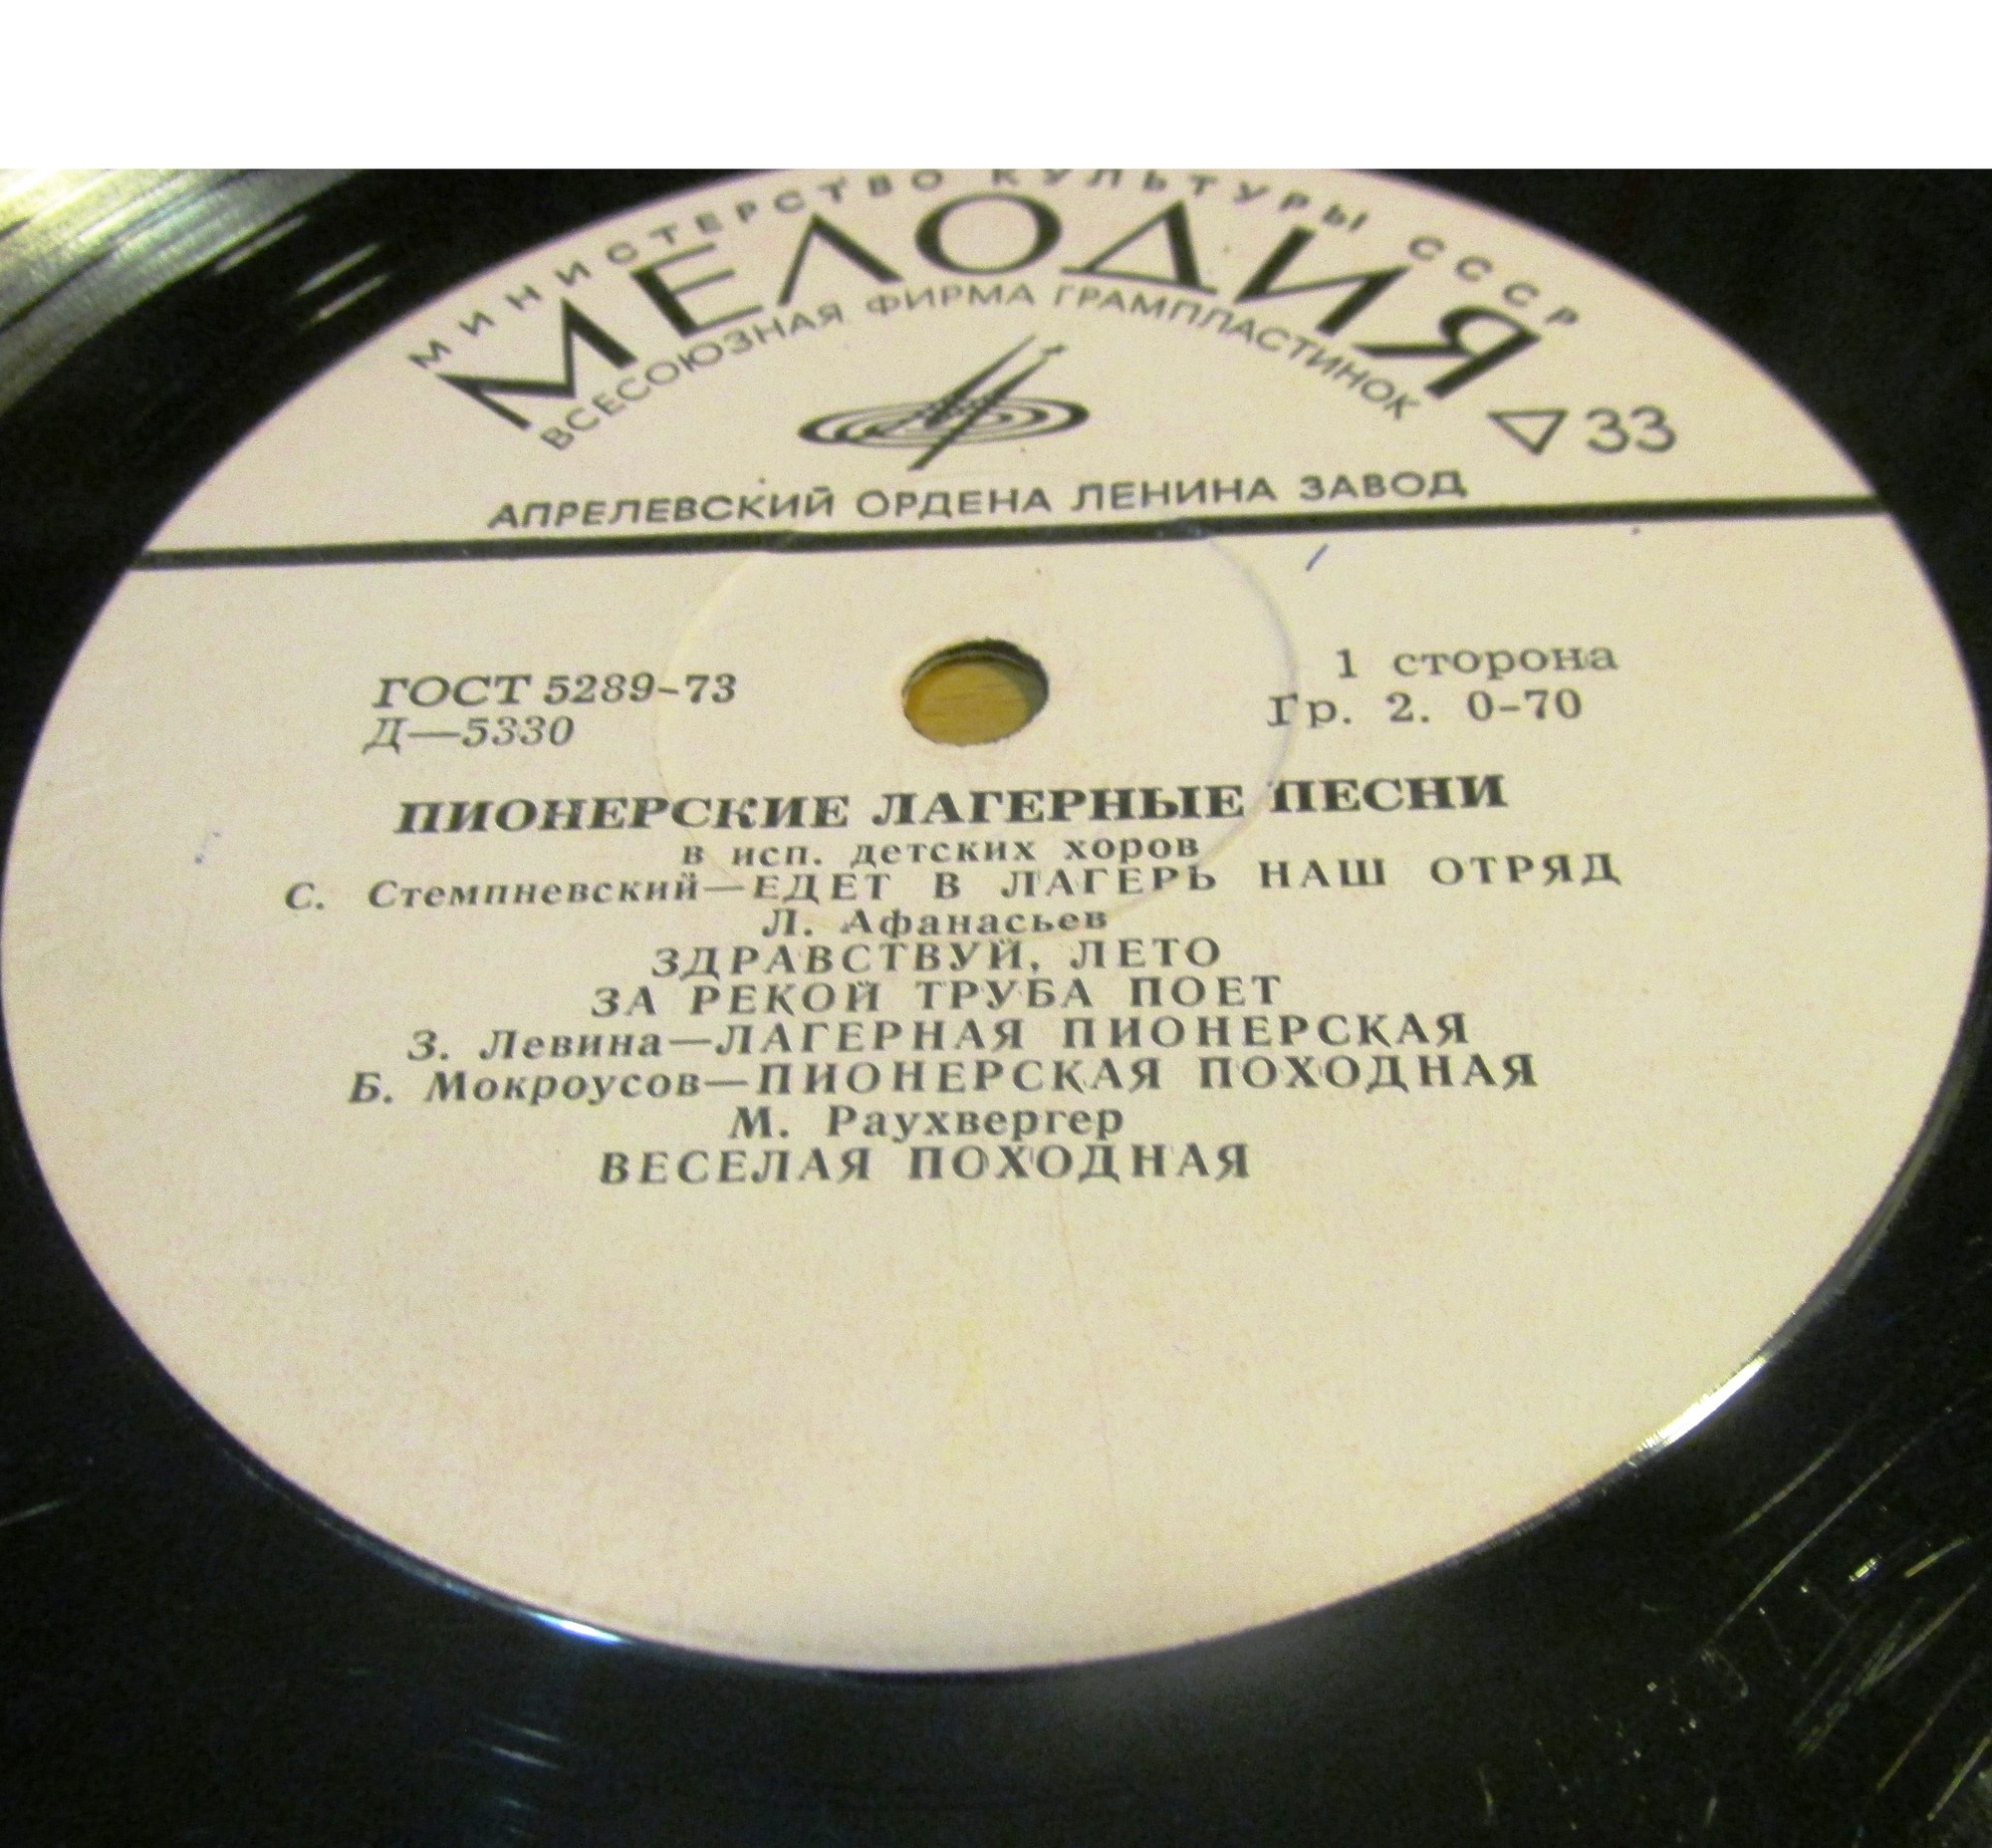 МИНИСТЕРСТВО КУЛЬТУРЫ СССР
МЕЛОДИЯ
ВСЕСОЮЗНАЯ ФИРМА ГРАМПЛАСТИНОК
33
АПРЕЛЕВСКИЙ ОРДЕНА ЛЕНИНА ЗАВОД
ГОСТ 5289-73
Д—5330
1 сторона
Гр. 2. 0-70
ПИОНЕРСКИЕ ЛАГЕРНЫЕ ПЕСНИ
в исп. детских хоров
С. Стемпневский—ЕДЕТ В ЛАГЕРЬ НАШ ОТРЯД
Л. Афанасьев
ЗДРАВСТВУЙ, ЛЕТО
ЗА РЕКОЙ ТРУБА ПОЕТ
З. Левина—ЛАГЕРНАЯ ПИОНЕРСКАЯ
Б. Мокроусов—ПИОНЕРСКАЯ ПОХОДНАЯ
М. Раухвергер
ВЕСЕЛАЯ ПОХОДНАЯ